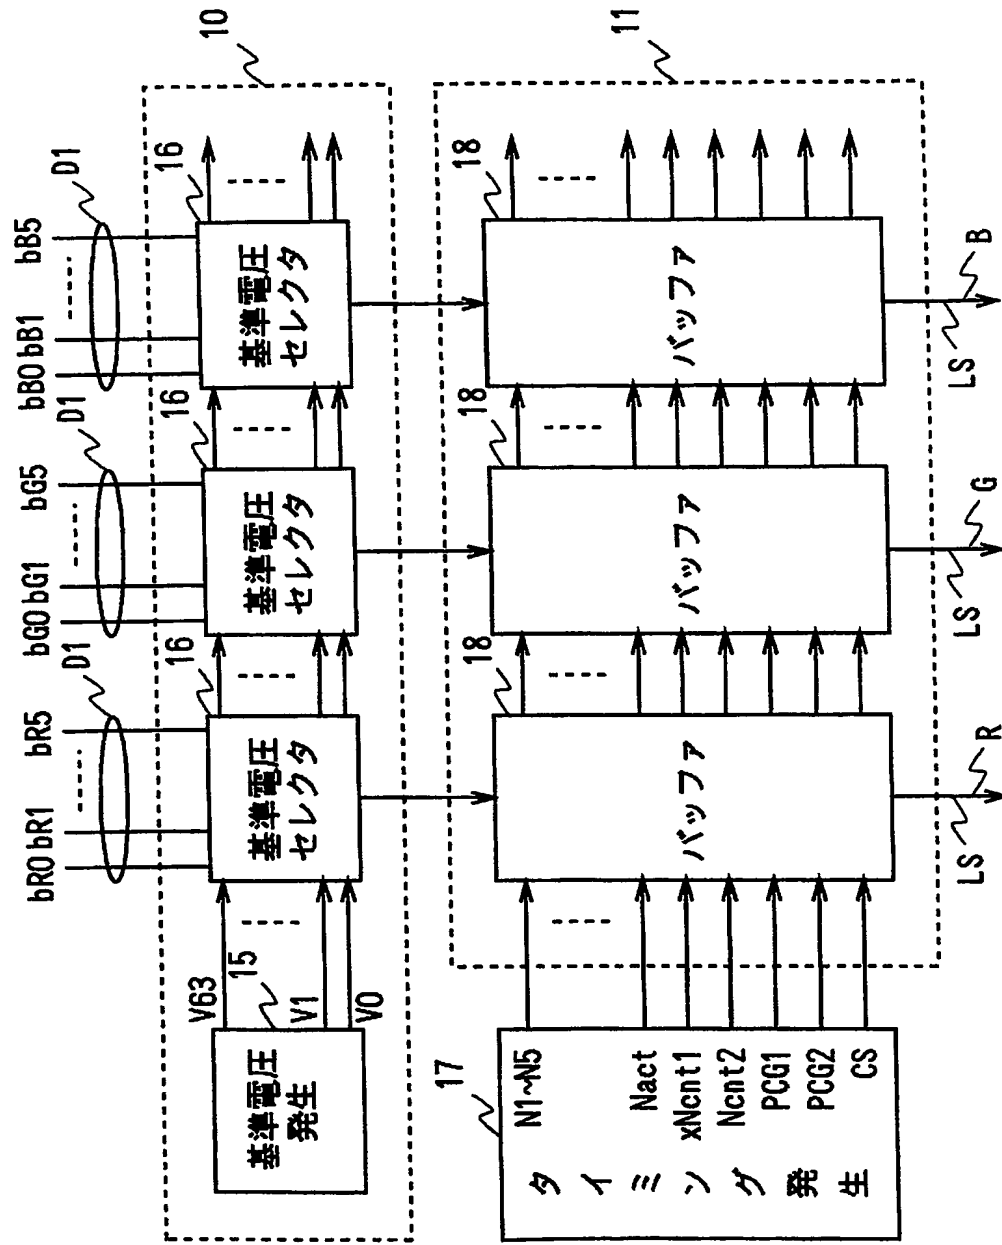 bR0 bR1 bR5
D1
bG0 bG1 bG5
D1
bB0 bB1 bB5
D1
10
16
16
16
基準電圧
発生
15
V63
V1
V0
基準電圧
セレクタ
基準電圧
セレクタ
基準電圧
セレクタ
11
17
18
18
18
タイミング発生
N1~N5
Nact
xNcnt1
Ncnt2
PCG1
PCG2
CS
バッファ
バッファ
バッファ
LS
R
LS
G
LS
B